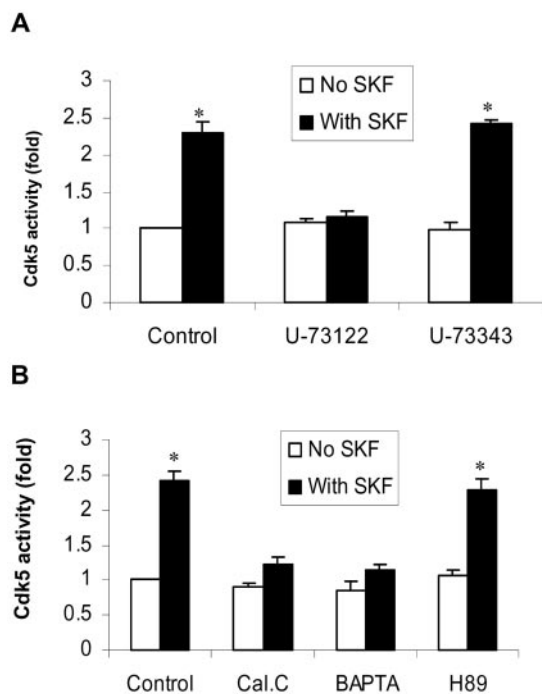 A
Cdk5 activity (fold)
3
2.5
2
1.5
1
0.5
0
No SKF
With SKF
*
*
Control U-73122 U-73343
B
Cdk5 activity (fold)
3
2.5
2
1.5
1
0.5
0
No SKF
With SKF
*
*
Control Cal.C BAPTA H89